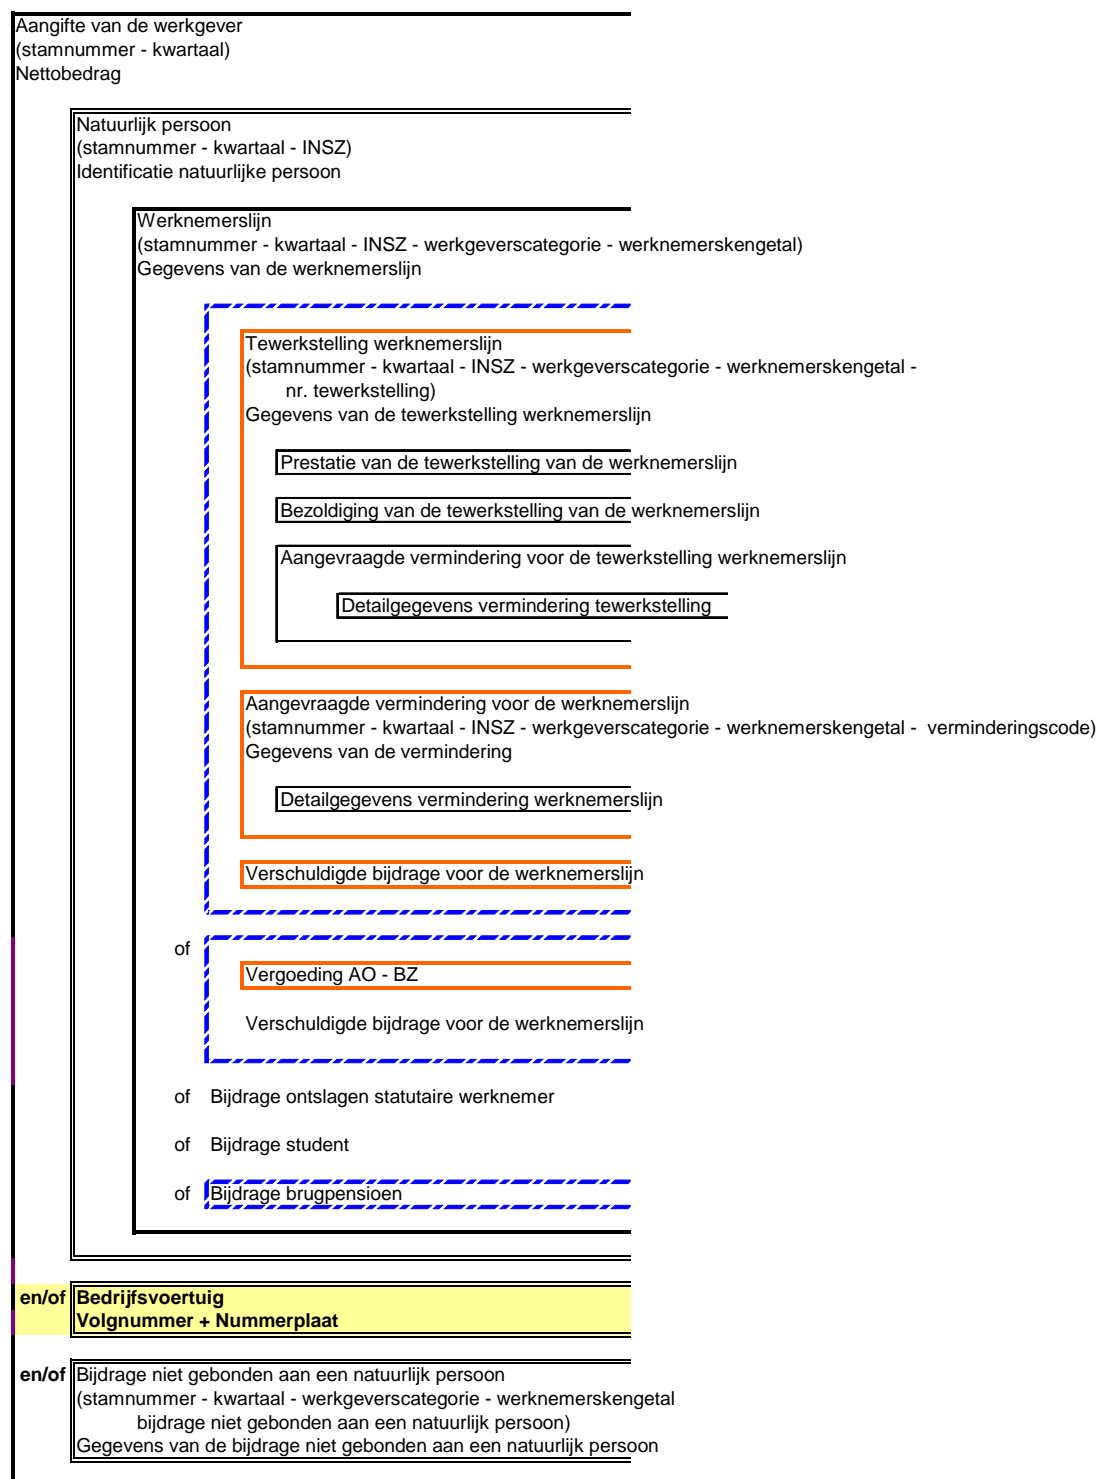 Aangifte van de werkgever
(stamnummer - kwartaal)
Nettobedrag
Natuurlijk persoon
(stamnummer - kwartaal - INSZ)
Identificatie natuurlijke persoon
Werknemerslijn
(stamnummer - kwartaal - INSZ - werkgeverscategorie - werknemerskengetal)
Gegevens van de werknemerslijn
Tewerkstelling werknemerslijn
(stamnummer - kwartaal - INSZ - werkgeverscategorie - werknemerskengetal -
nr. tewerkstelling)
Gegevens van de tewerkstelling werknemerslijn
Prestatie van de tewerkstelling van de werknemerslijn
Bezoldiging van de tewerkstelling van de werknemerslijn
Aangevraagde vermindering voor de tewerkstelling werknemerslijn
Detailgegevens vermindering tewerkstelling
Aangevraagde vermindering voor de werknemerslijn
(stamnummer - kwartaal - INSZ - werkgeverscategorie - werknemerskengetal - verminderingscode)
Gegevens van de vermindering
Detailgegevens vermindering werknemerslijn
Verschuldigde bijdrage voor de werknemerslijn
of
Vergoeding AO - BZ
Verschuldigde bijdrage voor de werknemerslijn
of Bijdrage ontslagen statutaire werknemer
of Bijdrage student
of Bijdrage brugpensioen
en/of Bedrijfsvoertuig
Volgnummer + Nummerplaat
en/of Bijdrage niet gebonden aan een natuurlijk persoon
(stamnummer - kwartaal - werkgeverscategorie - werknemerskengetal
bijdrage niet gebonden aan een natuurlijk persoon)
Gegevens van de bijdrage niet gebonden aan een natuurlijk persoon